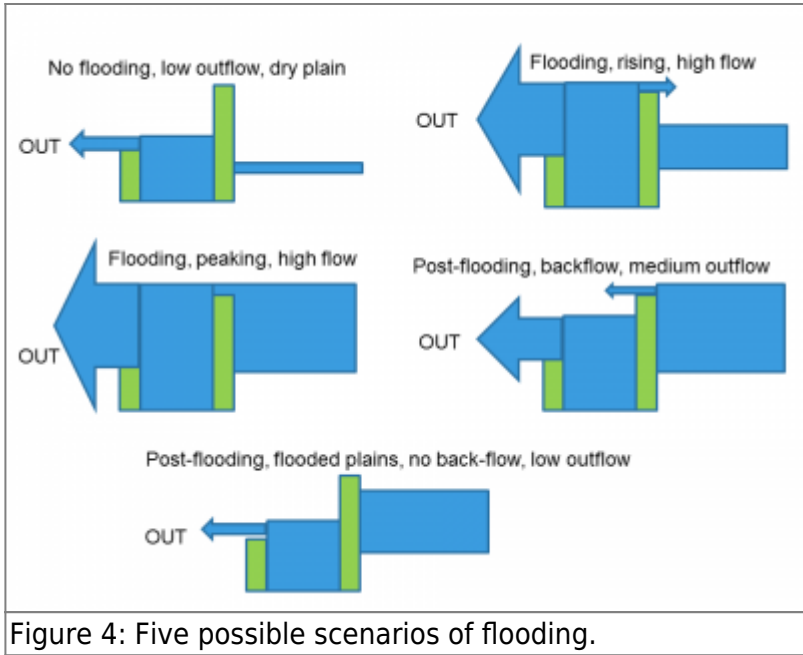 No flooding, low outflow, dry plain
OUT
Flooding, rising, high flow
OUT
Flooding, peaking, high flow
OUT
Post-flooding, backflow, medium outflow
OUT
Post-flooding, flooded plains, no back-flow, low outflow
OUT
Figure 4: Five possible scenarios of flooding.